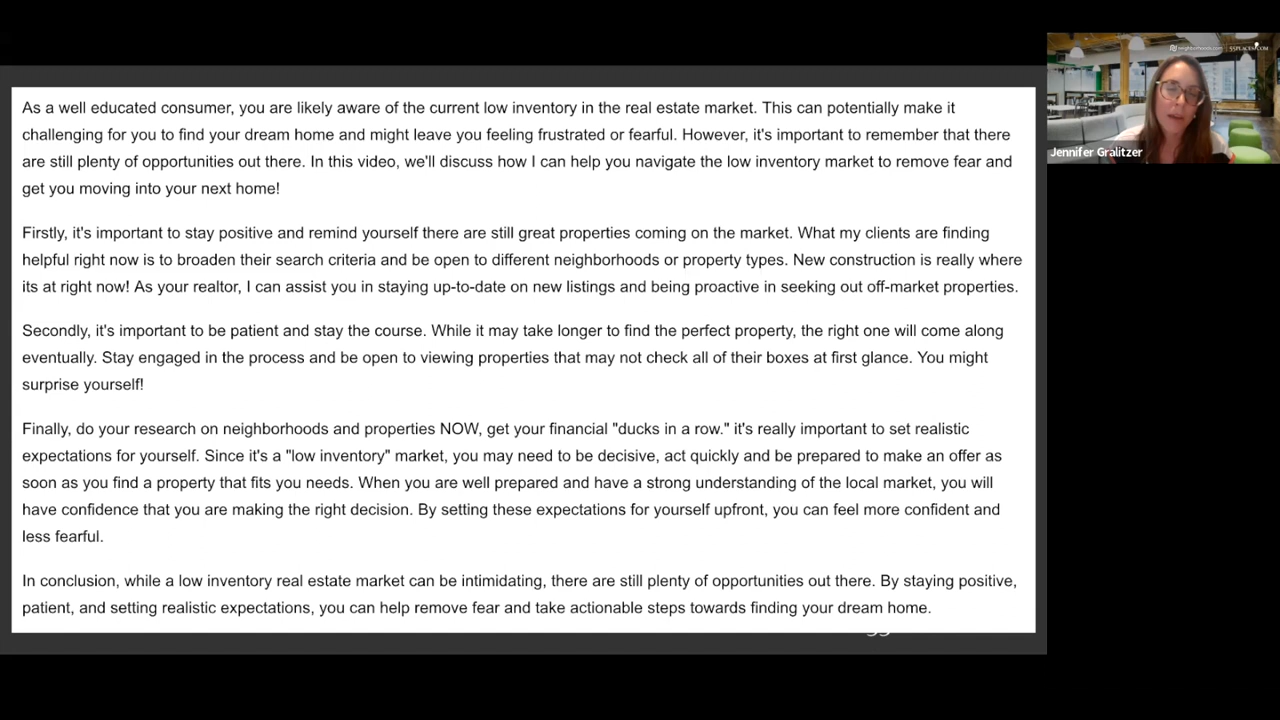 As a well educated consumer, you are likely aware of the current low inventory in the real estate market. This can potentially make it
challenging for you to find your dream home and might leave you feeling frustrated or fearful. However, it's important to remember that there
are still plenty of opportunities out there. In this video, we'll discuss how I can help you navigate the low inventory market to remove fear and
get you moving into your next home!
Firstly, it's important to stay positive and remind yourself there are still great properties coming on the market. What my clients are finding
helpful right now is to broaden their search criteria and be open to different neighborhoods or property types. New construction is really where
its at right now! As your realtor, I can assist you in staying up-to-date on new listings and being proactive in seeking out off-market properties.
Secondly, it's important to be patient and stay the course. While it may take longer to find the perfect property, the right one will come along
eventually. Stay engaged in the process and be open to viewing properties that may not check all of their boxes at first glance. You might
surprise yourself!
Finally, do your research on neighborhoods and properties NOW, get your financial "ducks in a row." it's really important to set realistic
expectations for yourself. Since it's a "low inventory" market, you may need to be decisive, act quickly and be prepared to make an offer as
soon as you find a property that fits you needs. When you are well prepared and have a strong understanding of the local market, you will
have confidence that you are making the right decision. By setting these expectations for yourself upfront, you can feel more confident and
less fearful.
In conclusion, while a low inventory real estate market can be intimidating, there are still plenty of opportunities out there. By staying positive,
patient, and setting realistic expectations, you can help remove fear and take actionable steps towards finding your dream home.
neighborhoods.com | 55PLACES.COM
Jennifer Gralitzer